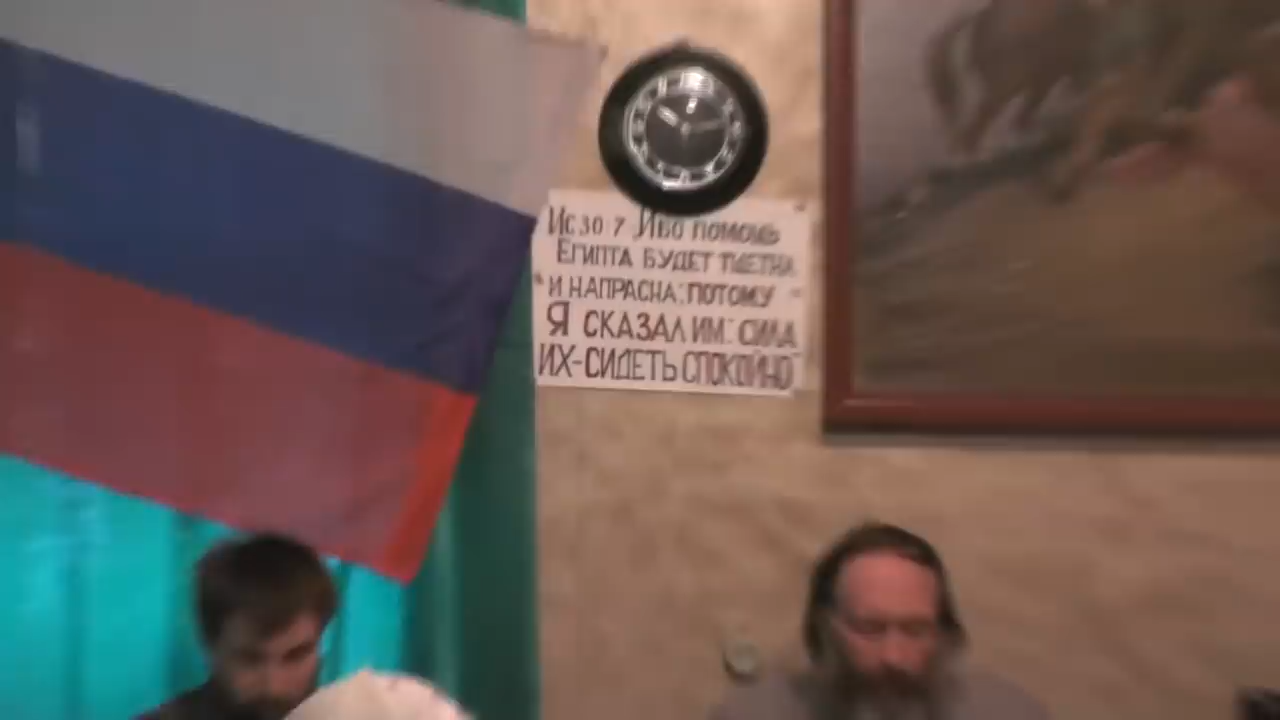 Ис 30 7 „Ибо помощь
Египта будет тщетна
и напрасна; потому
Я сказал им: сила
их-сидеть спокойно"